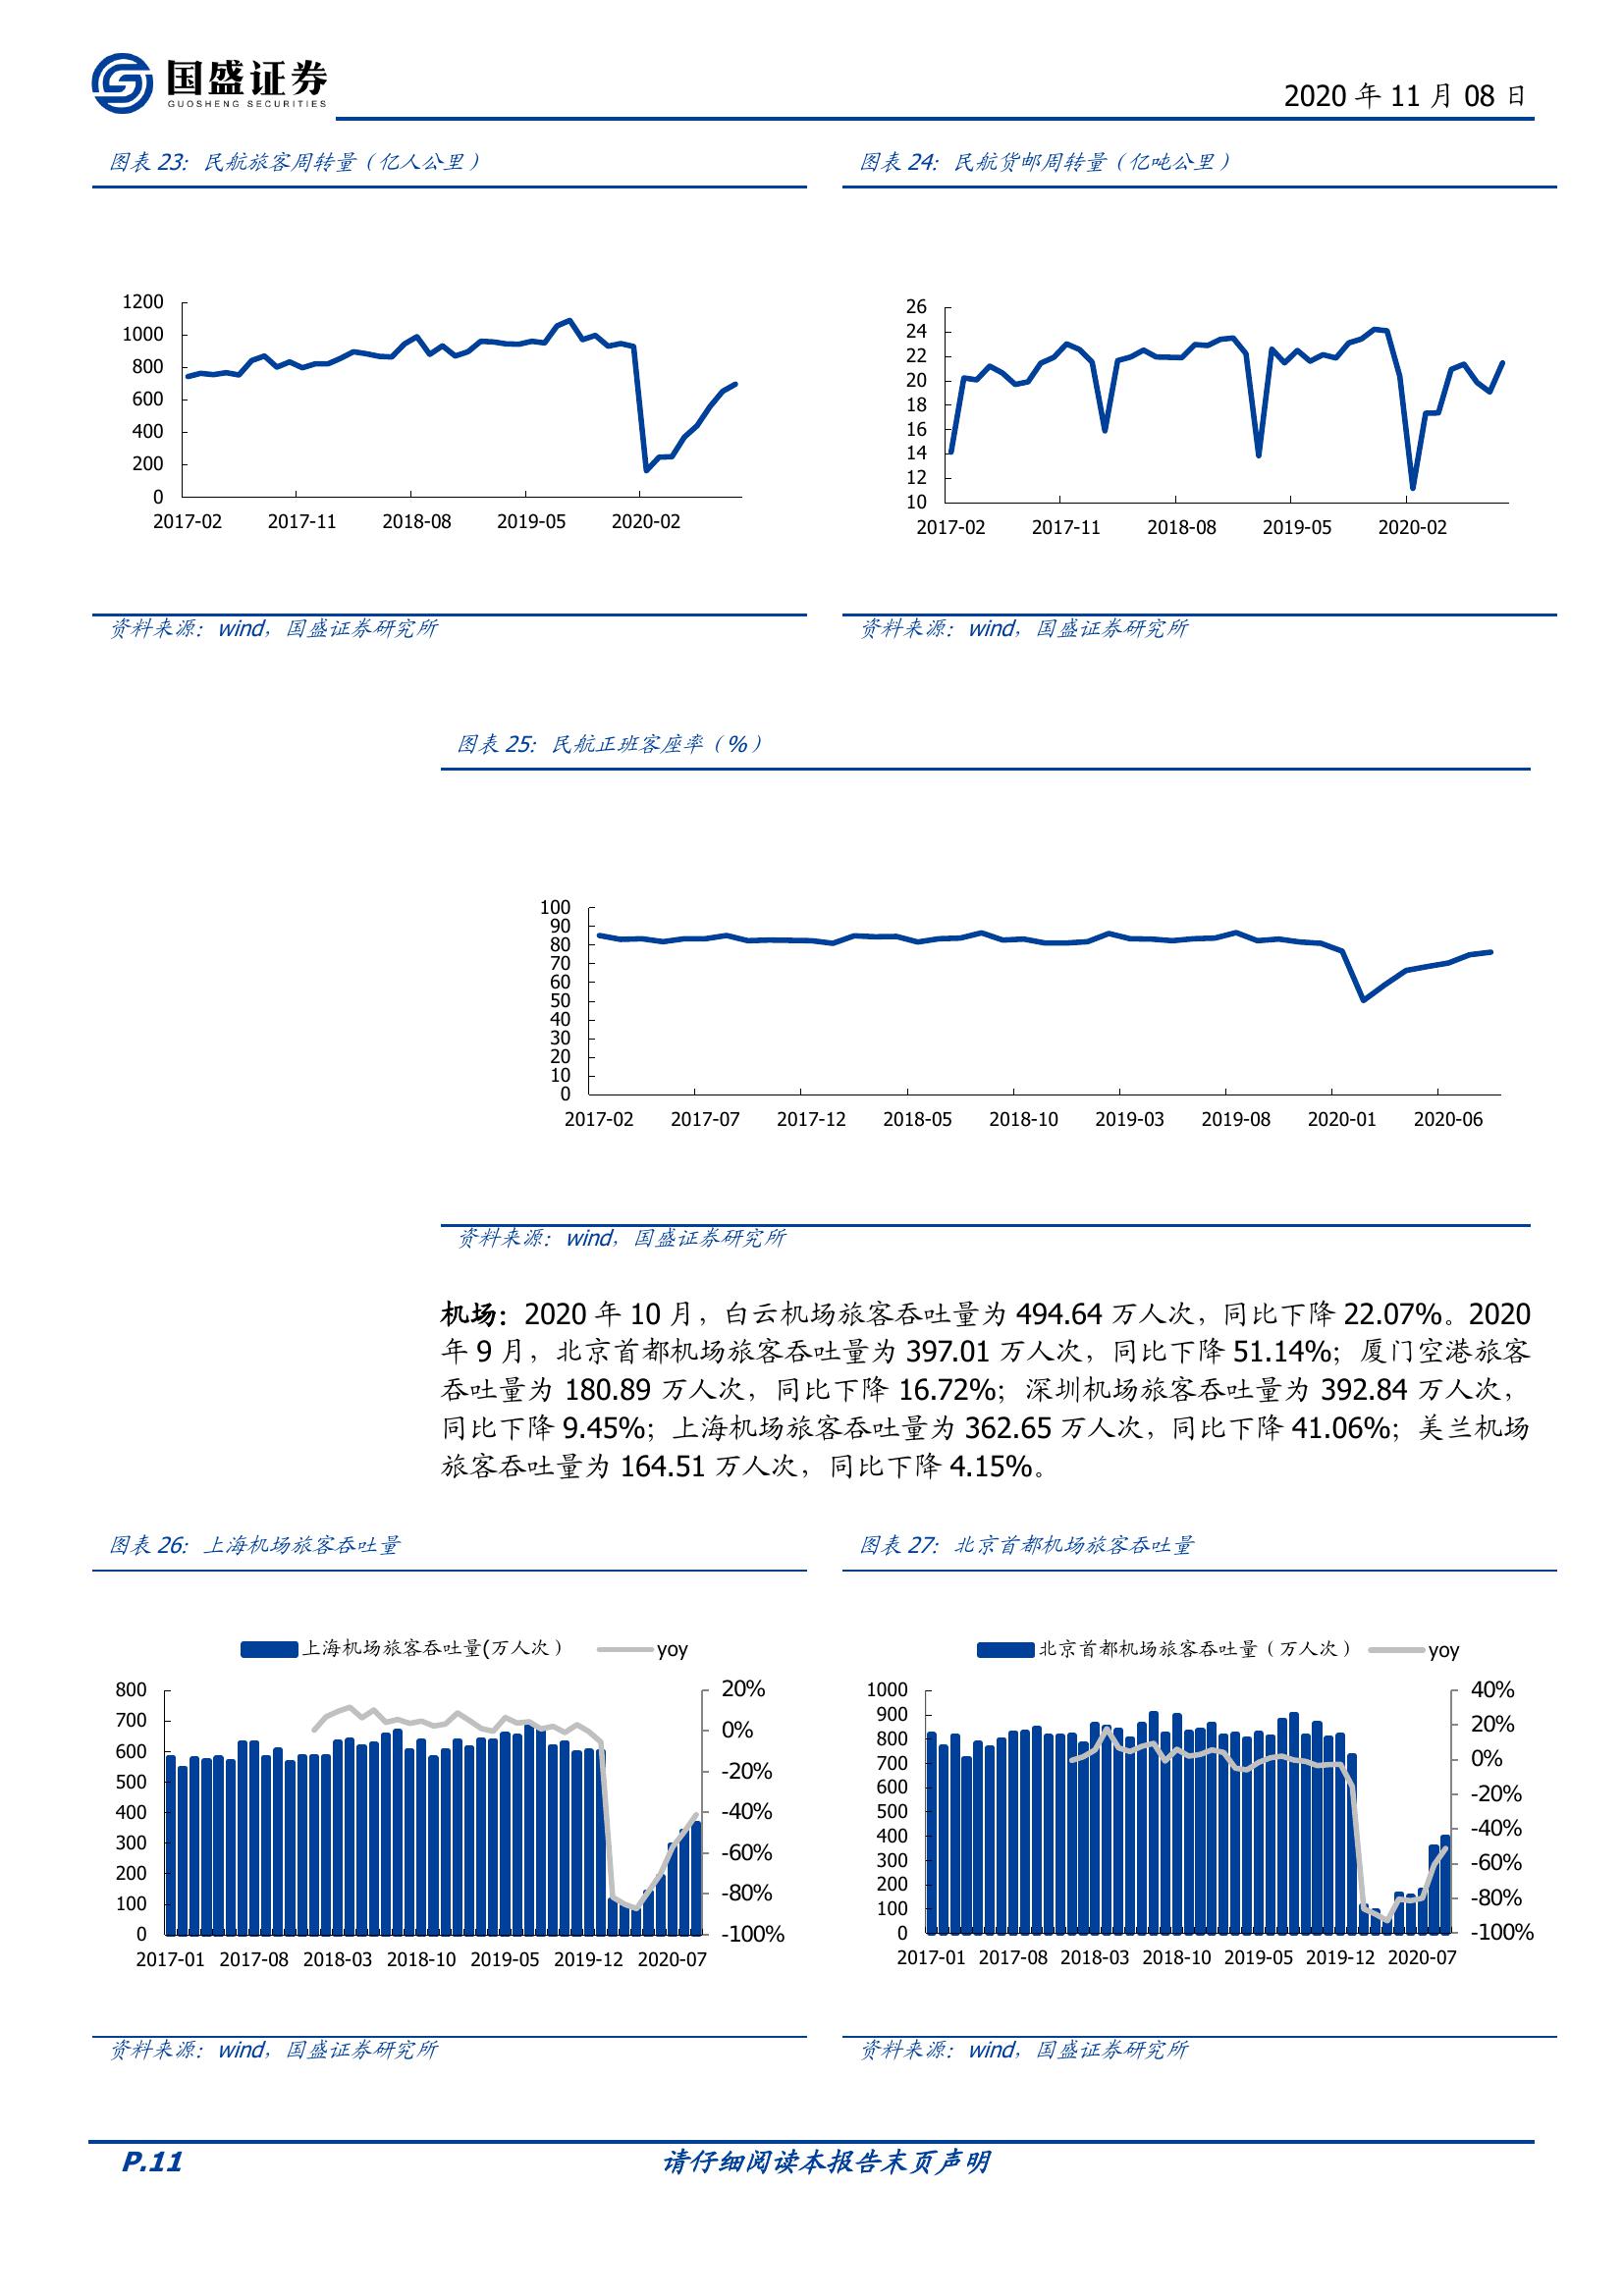 国盛证券
GUOSHENG SECURITIES
2020 年 11 月 08 日
图表 23：民航旅客周转量（亿人公里）
1200
1000
800
600
400
200
0
2017-02 2017-11 2018-08 2019-05 2020-02
资料来源：wind，国盛证券研究所
图表 24：民航货邮周转量（亿吨公里）
26
24
22
20
18
16
14
12
10
2017-02 2017-11 2018-08 2019-05 2020-02
资料来源：wind，国盛证券研究所
图表 25：民航正班客座率（%）
100
90
80
70
60
50
40
30
20
10
0
2017-02 2017-07 2017-12 2018-05 2018-10 2019-03 2019-08 2020-01 2020-06
资料来源：wind，国盛证券研究所
机场：2020 年 10 月，白云机场旅客吞吐量为 494.64 万人次，同比下降 22.07%。2020
年 9 月，北京首都机场旅客吞吐量为 397.01 万人次，同比下降 51.14%；厦门空港旅客
吞吐量为 180.89 万人次，同比下降 16.72%；深圳机场旅客吞吐量为 392.84 万人次，
同比下降 9.45%；上海机场旅客吞吐量为 362.65 万人次，同比下降 41.06%；美兰机场
旅客吞吐量为 164.51 万人次，同比下降 4.15%。
图表 26：上海机场旅客吞吐量
上海机场旅客吞吐量(万人次） yoy
800
700
600
500
400
300
200
100
0
20%
0%
-20%
-40%
-60%
-80%
-100%
2017-01 2017-08 2018-03 2018-10 2019-05 2019-12 2020-07
资料来源：wind，国盛证券研究所
图表 27：北京首都机场旅客吞吐量
北京首都机场旅客吞吐量（万人次） yoy
1000
900
800
700
600
500
400
300
200
100
0
40%
20%
0%
-20%
-40%
-60%
-80%
-100%
2017-01 2017-08 2018-03 2018-10 2019-05 2019-12 2020-07
资料来源：wind，国盛证券研究所
P.11
请仔细阅读本报告末页声明